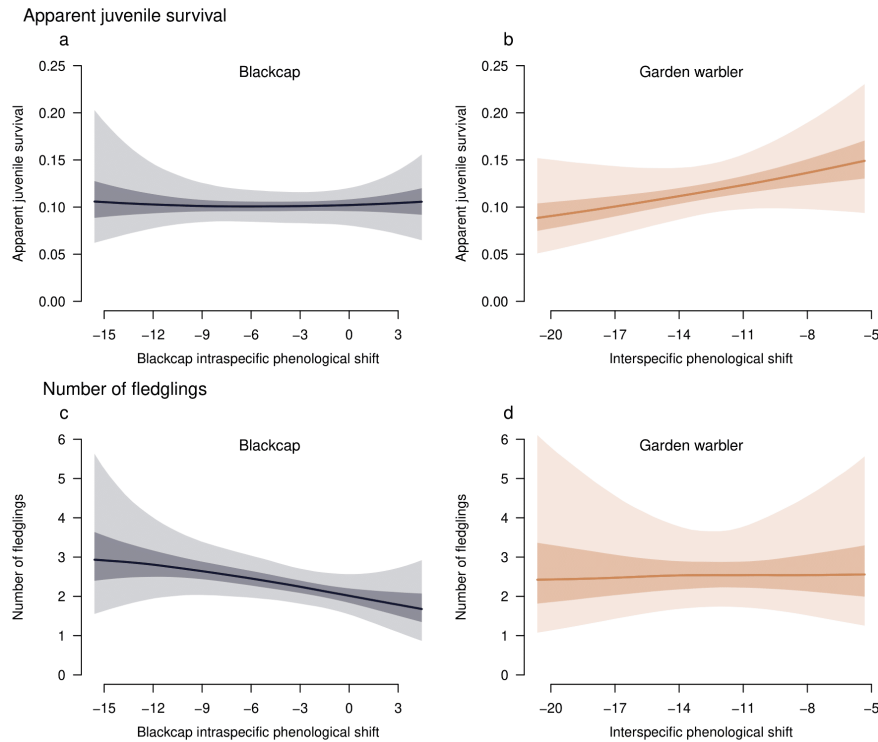 Apparent juvenile survival
a
b
Blackcap
Garden warbler
Apparent juvenile survival
0.25
0.20
0.15
0.10
0.05
0.00
−15 −12 −9 −6 −3 0 3
Blackcap intraspecific phenological shift
Apparent juvenile survival
0.25
0.20
0.15
0.10
0.05
0.00
−20 −17 −14 −11 −8 −5
Interspecific phenological shift
Number of fledglings
c
d
Blackcap
Garden warbler
Number of fledglings
6
5
4
3
2
1
0
−15 −12 −9 −6 −3 0 3
Blackcap intraspecific phenological shift
Number of fledglings
6
5
4
3
2
1
0
−20 −17 −14 −11 −8 −5
Interspecific phenological shift